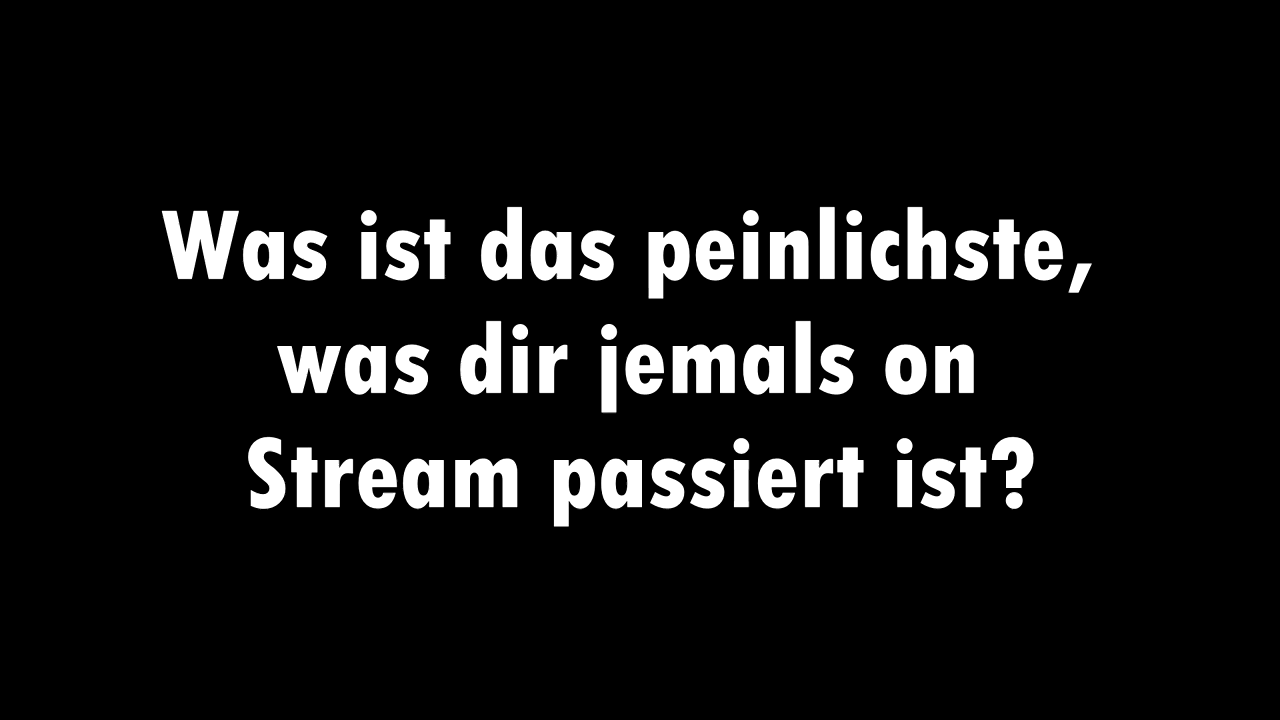 Was ist das peinlichste,
was dir jemals on
Stream passiert ist?